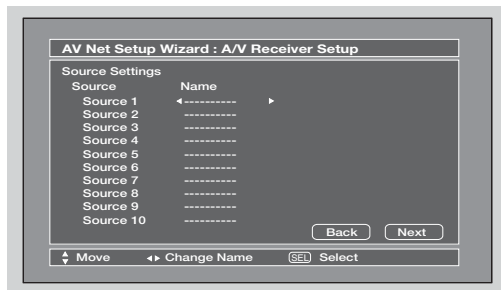 AV Net Setup Wizard : A/V Receiver Setup
Source Settings
Source Name
Source 1 ◂---------- ▸
Source 2 ----------
Source 3 ----------
Source 4 ----------
Source 5 ----------
Source 6 ----------
Source 7 ----------
Source 8 ----------
Source 9 ----------
Source 10 ----------
Back Next
Move ◂▸ Change Name SEL Select